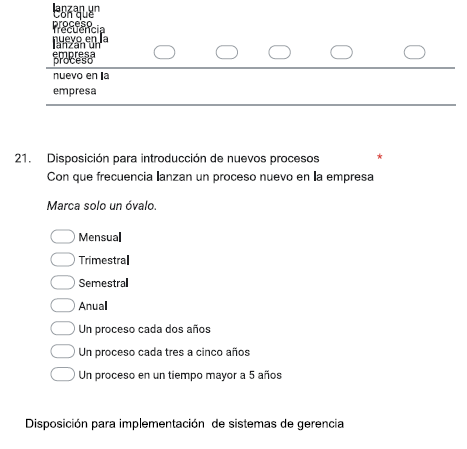 lanzan un
Con que
proceso
frecuencia
nuevo en la
lanzan un
empresa
proceso
nuevo en la
empresa
21. Disposición para introducción de nuevos procesos *
Con que frecuencia lanzan un proceso nuevo en la empresa
Marca solo un óvalo.
Mensual
Trimestral
Semestral
Anual
Un proceso cada dos años
Un proceso cada tres a cinco años
Un proceso en un tiempo mayor a 5 años
Disposición para implementación de sistemas de gerencia